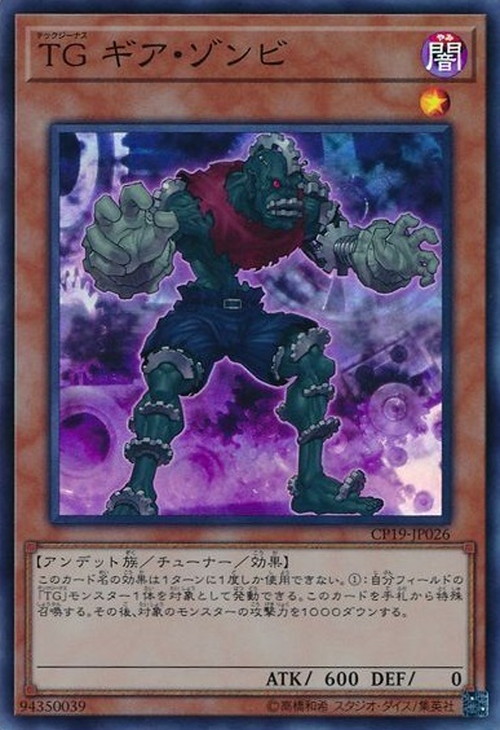 テックジーナス
TG ギア・ゾンビ
やみ
闇
CP19-JP026
【アンデット族／チューナー／効果】
このカード名の効果は1ターンに1度しか使用できない。①：自分フィールドの
「TG」モンスター1体を対象として発動できる。このカードを手札から特殊
召喚する。その後、対象のモンスターの攻撃力を1000ダウンする。
ATK/ 600 DEF/ 0
94350039 ©高橋和希 スタジオ・ダイス/集英社